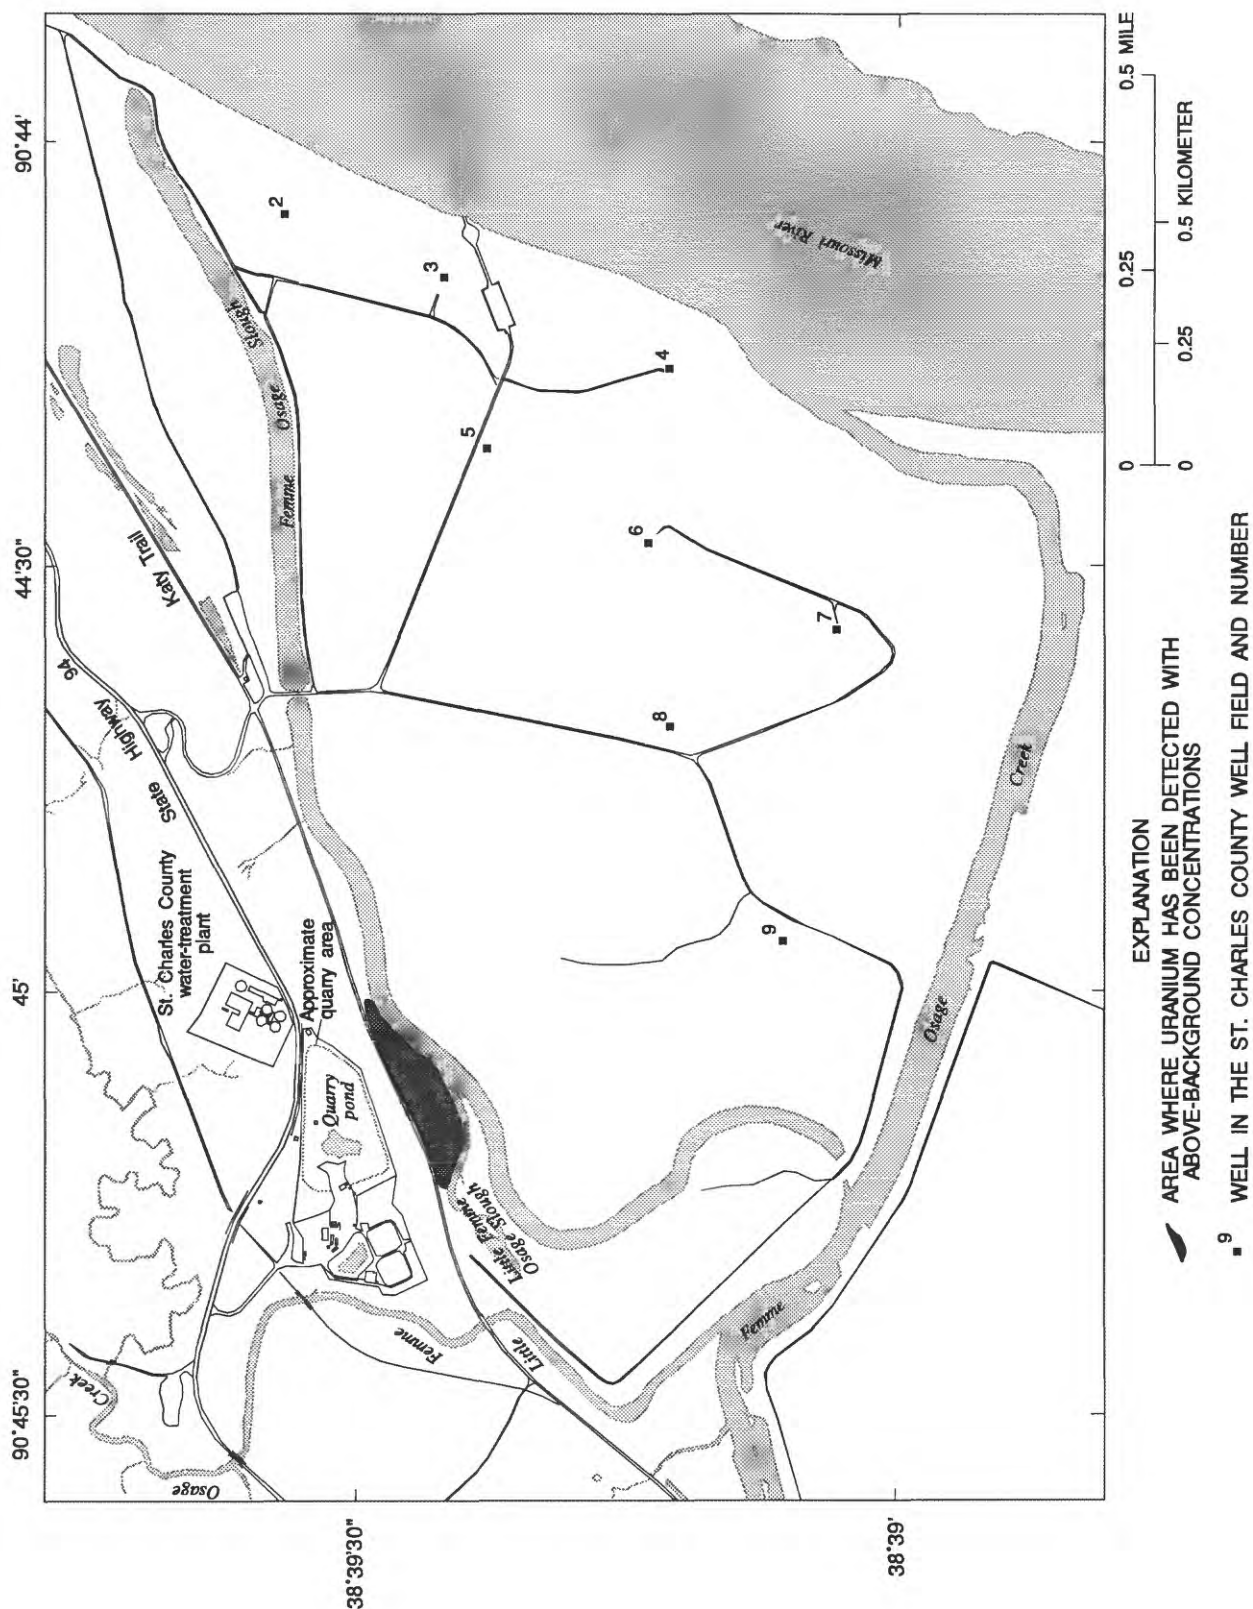 90°45'30"
45'
44'30"
90°44'
38°39'30"
38°39'
Creek
Osage
St. Charles County
water-treatment
plant
State
Highway
94
Katy Trail
Approximate
quarry area
Quarry
pond
Femme
Little
Little Femme
Osage Slough
Femme
Osage
Slough
2
3
4
5
6
7
8
9
Missouri River
Femme
Osage
Creek
0
0.25
0.5 MILE
0
0.25
0.5 KILOMETER
EXPLANATION
AREA WHERE URANIUM HAS BEEN DETECTED WITH
ABOVE-BACKGROUND CONCENTRATIONS
9
WELL IN THE ST. CHARLES COUNTY WELL FIELD AND NUMBER